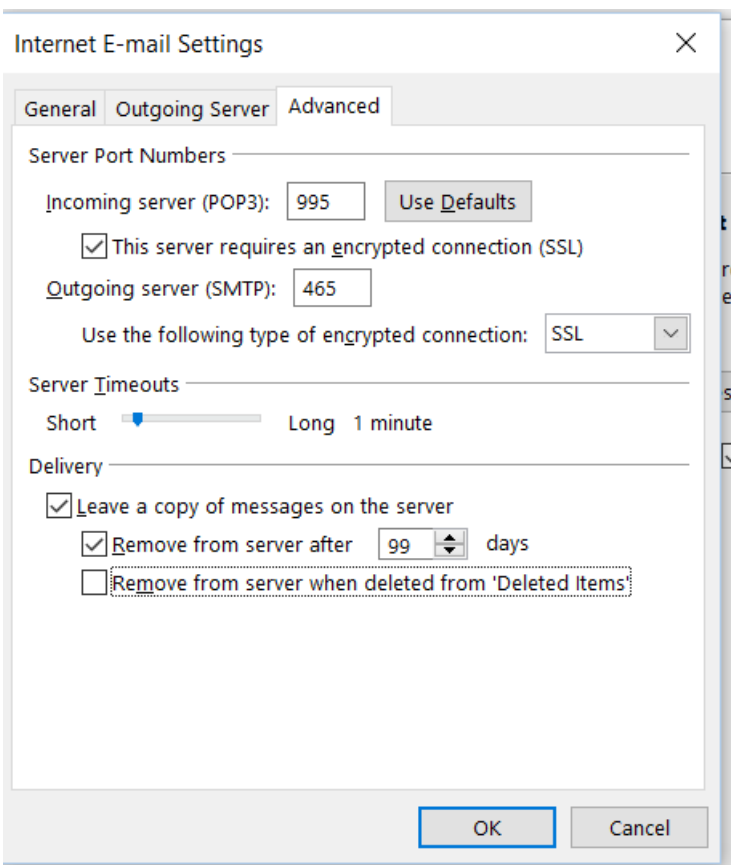 Internet E-mail Settings
General Outgoing Server Advanced
Server Port Numbers
Incoming server (POP3): 995 Use Defaults
This server requires an encrypted connection (SSL)
Outgoing server (SMTP): 465
Use the following type of encrypted connection: SSL
Server Timeouts
Short Long 1 minute
Delivery
Leave a copy of messages on the server
Remove from server after 99 days
Remove from server when deleted from 'Deleted Items'
OK Cancel